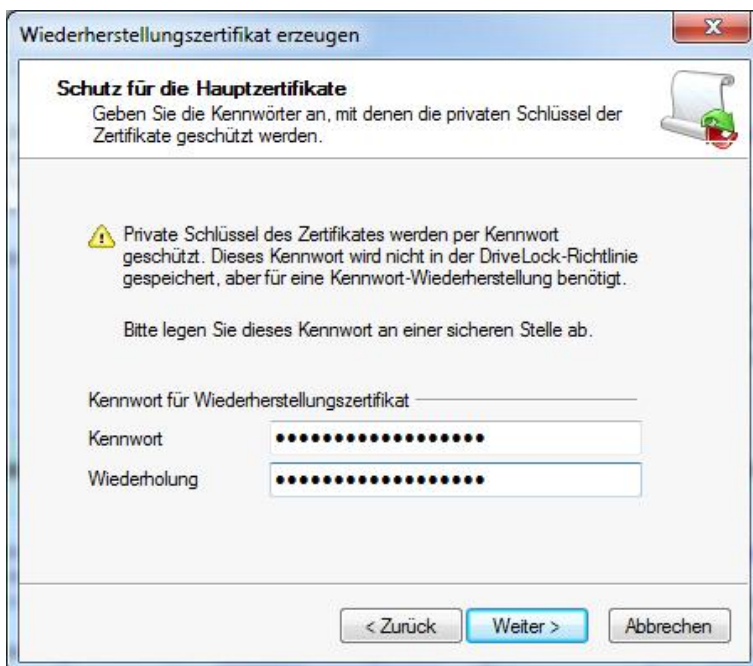 Wiederherstellungszertifikat erzeugen
Schutz für die Hauptzertifikate
Geben Sie die Kennwörter an, mit denen die privaten Schlüssel der
Zertifikate geschützt werden.
Private Schlüssel des Zertifikates werden per Kennwort
geschützt. Dieses Kennwort wird nicht in der DriveLock-Richtlinie
gespeichert, aber für eine Kennwort-Wiederherstellung benötigt.
Bitte legen Sie dieses Kennwort an einer sicheren Stelle ab.
Kennwort für Wiederherstellungszertifikat
Kennwort ●●●●●●●●●●●●●●●●●●
Wiederholung ●●●●●●●●●●●●●●●●●●
< Zurück Weiter > Abbrechen